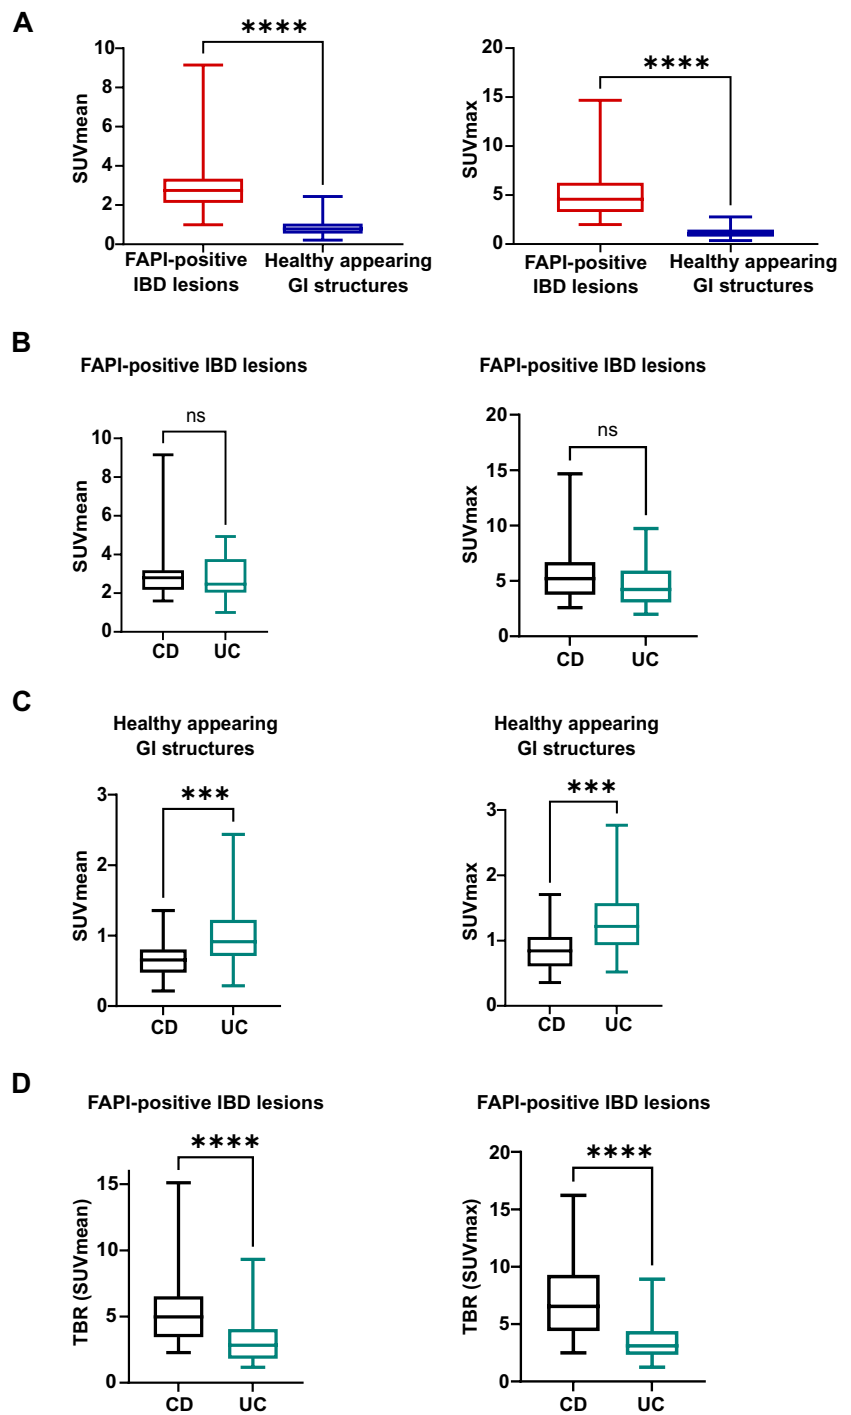 A
****
10
8
6
4
2
0
SUVmean
FAPI-positive
IBD lesions
Healthy appearing
GI structures
****
20
15
10
5
0
SUVmax
FAPI-positive
IBD lesions
Healthy appearing
GI structures
B
FAPI-positive IBD lesions
ns
10
8
6
4
2
0
SUVmean
CD
UC
FAPI-positive IBD lesions
ns
20
15
10
5
0
SUVmax
CD
UC
C
Healthy appearing
GI structures
***
3
2
1
0
SUVmean
CD
UC
Healthy appearing
GI structures
***
3
2
1
0
SUVmax
CD
UC
D
FAPI-positive IBD lesions
****
15
10
5
0
TBR (SUVmean)
CD
UC
FAPI-positive IBD lesions
****
20
15
10
5
0
TBR (SUVmax)
CD
UC